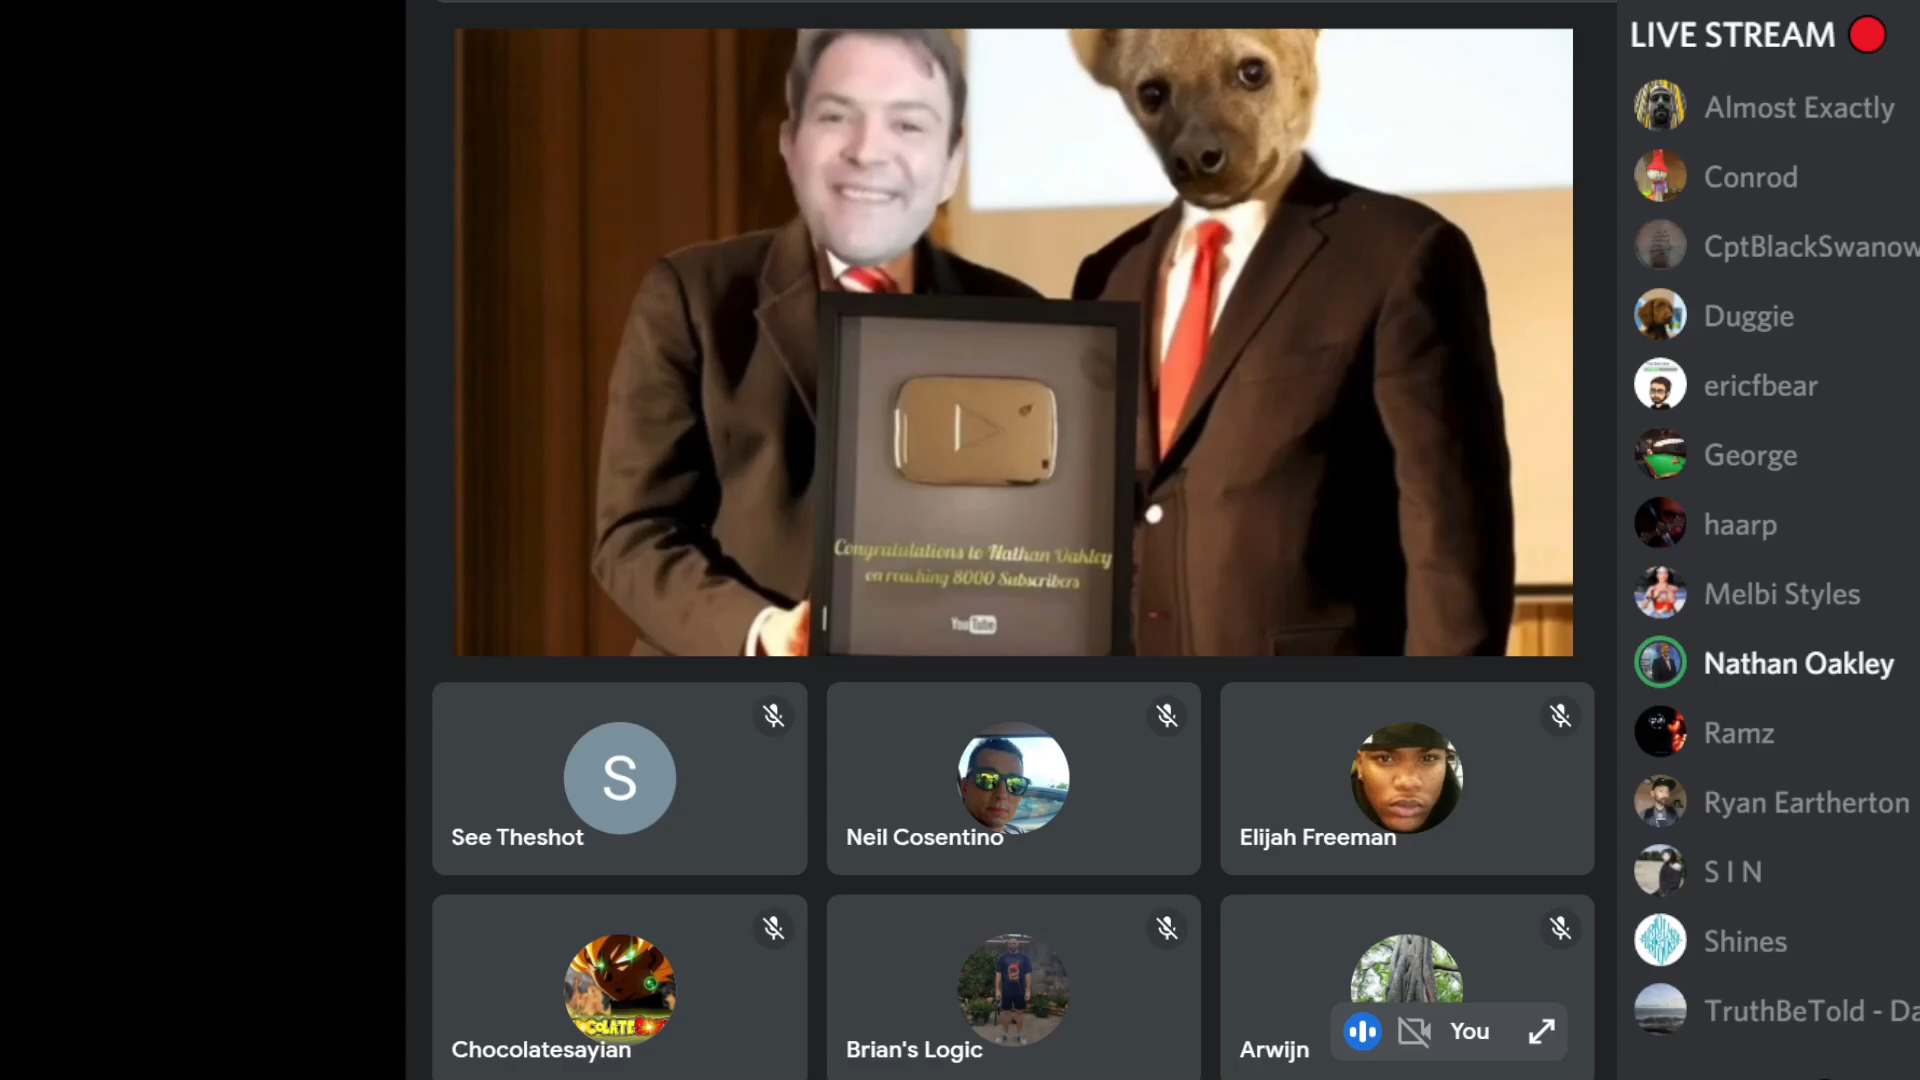 LIVE STREAM
Almost Exactly
Conrod
CptBlackSwanow
Duggie
ericfbear
George
haarp
Melbi Styles
Nathan Oakley
Ramz
Ryan Eartherton
S I N
Shines
TruthBeTold - Da
Congratulations to Nathan Oakley
on reaching 8000 Subscribers
YouTube
S
See Theshot
Neil Cosentino
Elijah Freeman
COLATE
Chocolatesayian
Brian's Logic
Arwijn
You